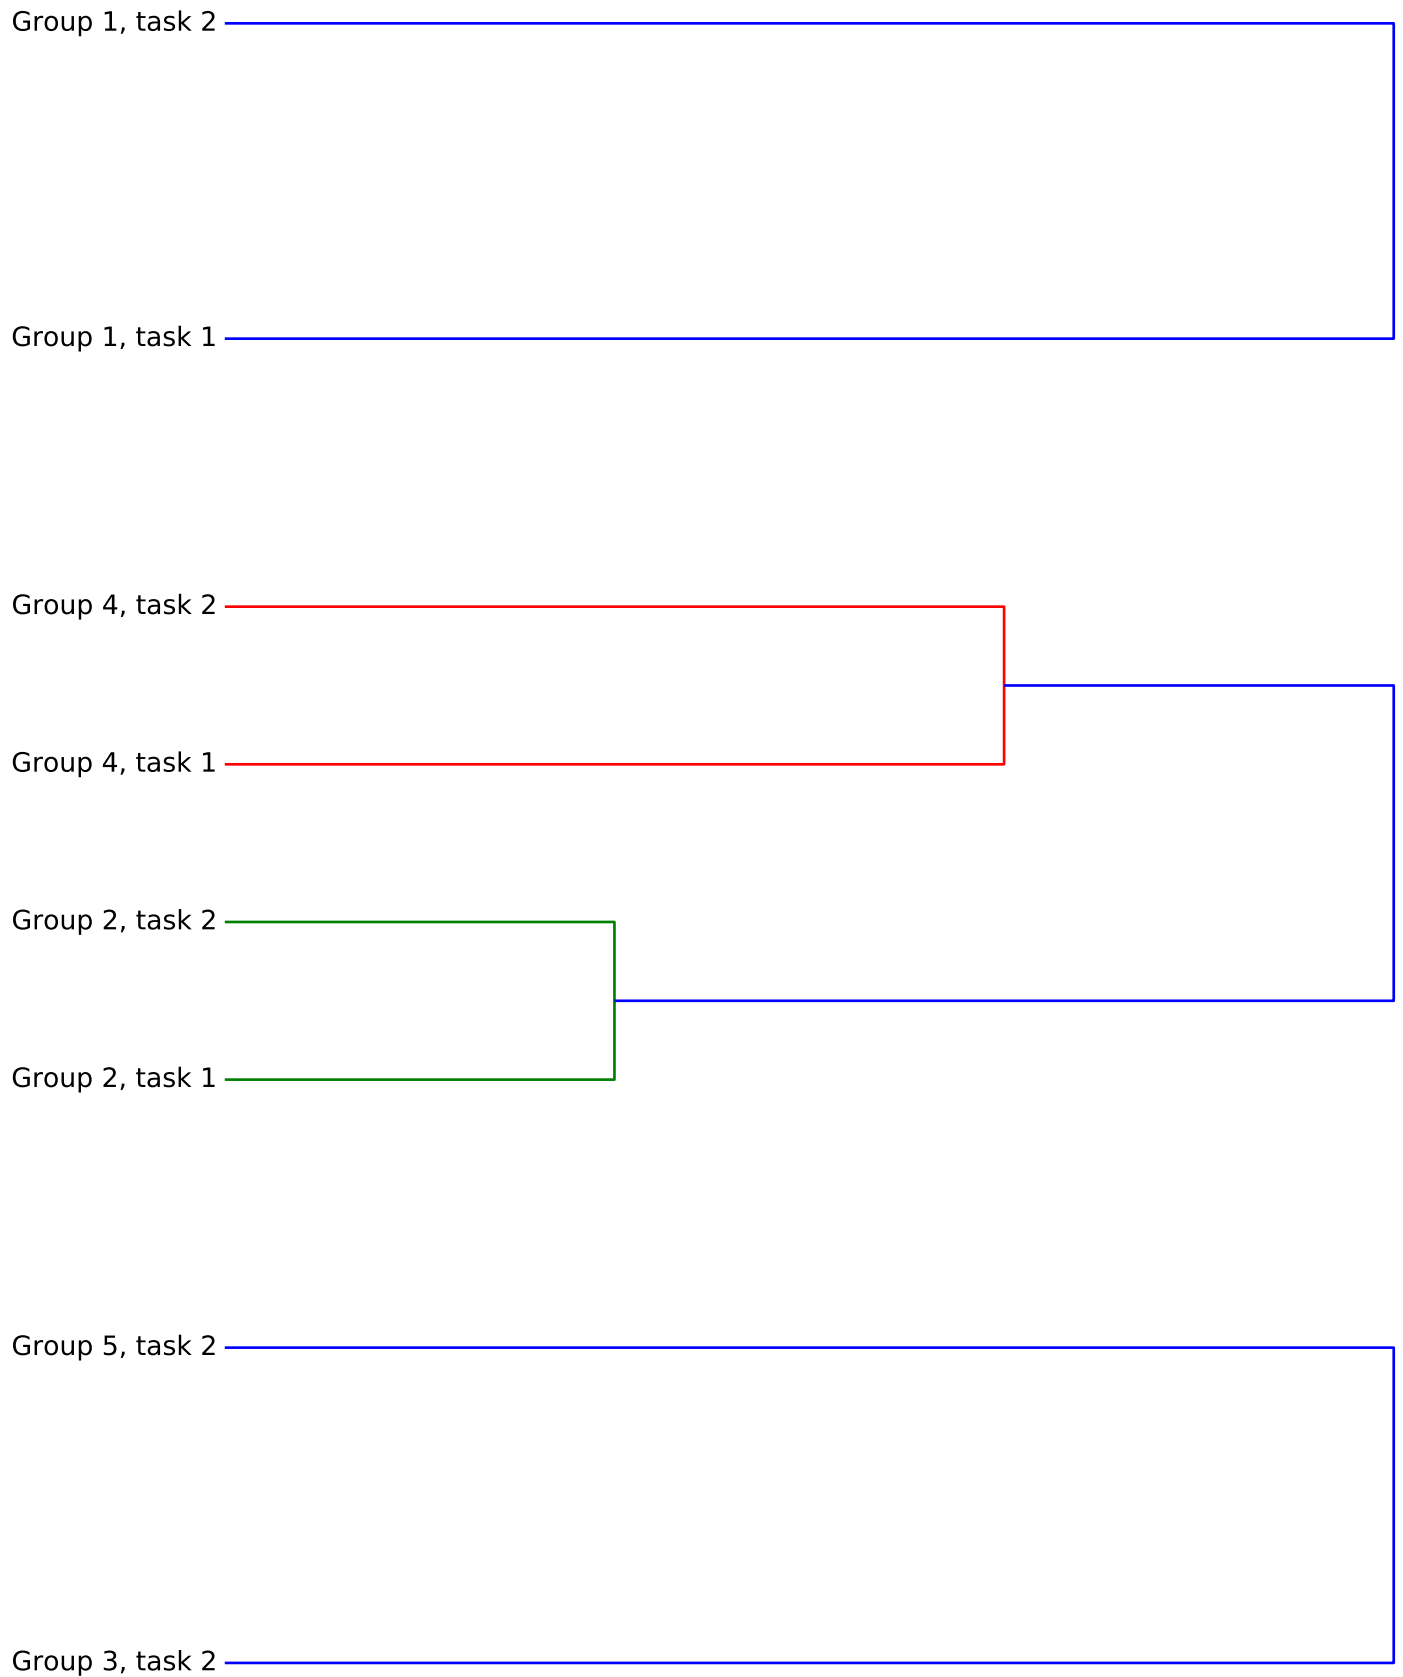 Group 1, task 2
Group 1, task 1
Group 4, task 2
Group 4, task 1
Group 2, task 2
Group 2, task 1
Group 5, task 2
Group 3, task 2